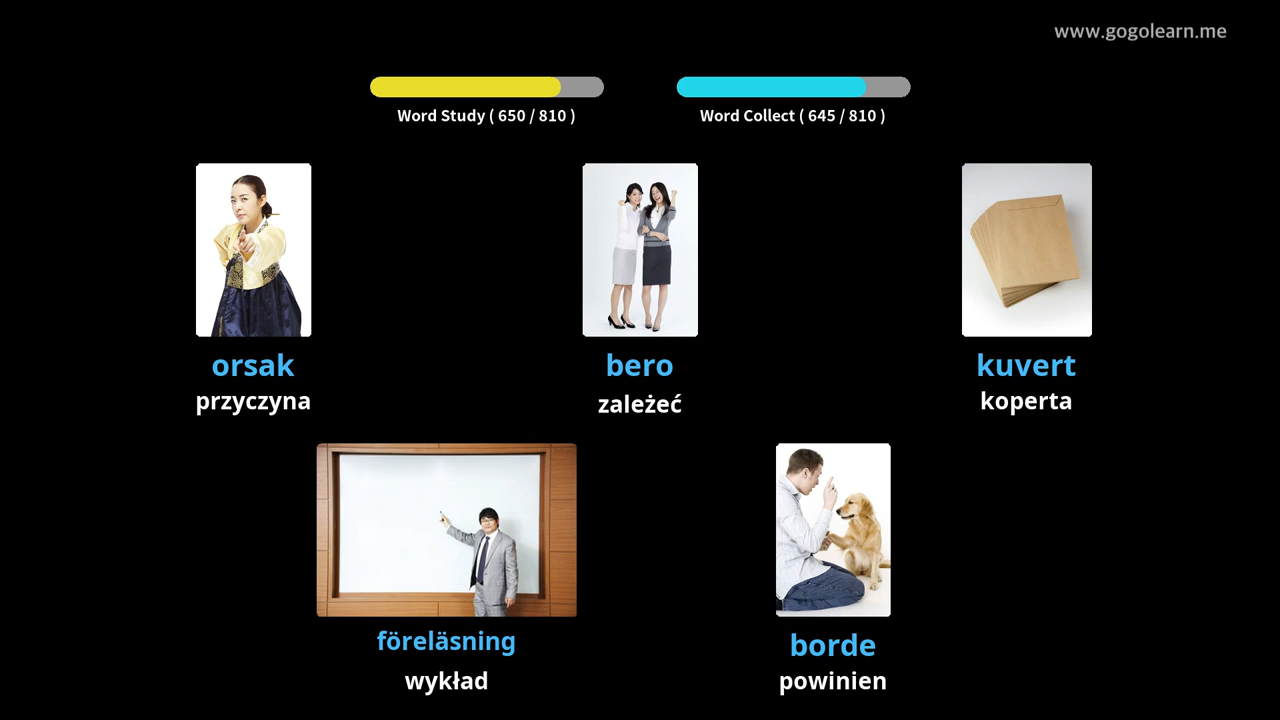 www.gogolearn.me
Word Study ( 650 / 810 )
Word Collect ( 645 / 810 )
orsak
przyczyna
bero
zależeć
kuvert
koperta
föreläsning
wykład
borde
powinien